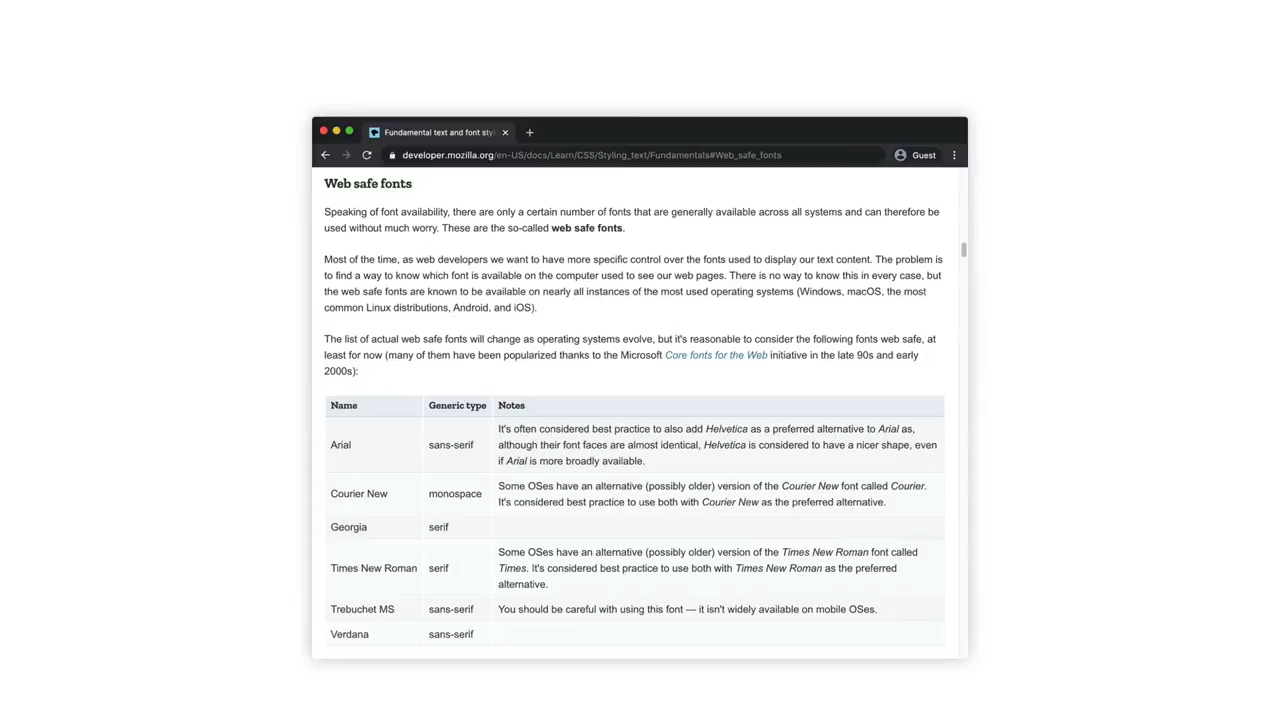 Fundamental text and font sty
developer.mozilla.org/en-US/docs/Learn/CSS/Styling_text/Fundamentals#Web_safe_fonts
Guest
Web safe fonts
Speaking of font availability, there are only a certain number of fonts that are generally available across all systems and can therefore be
used without much worry. These are the so-called web safe fonts.
Most of the time, as web developers we want to have more specific control over the fonts used to display our text content. The problem is
to find a way to know which font is available on the computer used to see our web pages. There is no way to know this in every case, but
the web safe fonts are known to be available on nearly all instances of the most used operating systems (Windows, macOS, the most
common Linux distributions, Android, and iOS).
The list of actual web safe fonts will change as operating systems evolve, but it's reasonable to consider the following fonts web safe, at
least for now (many of them have been popularized thanks to the Microsoft Core fonts for the Web initiative in the late 90s and early
2000s):
Name Generic type Notes
It's often considered best practice to also add Helvetica as a preferred alternative to Arial as,
Arial sans-serif although their font faces are almost identical, Helvetica is considered to have a nicer shape, even
if Arial is more broadly available.
Some OSes have an alternative (possibly older) version of the Courier New font called Courier.
Courier New monospace
It's considered best practice to use both with Courier New as the preferred alternative.
Georgia serif
Some OSes have an alternative (possibly older) version of the Times New Roman font called
Times New Roman serif Times. It's considered best practice to use both with Times New Roman as the preferred
alternative.
Trebuchet MS sans-serif You should be careful with using this font — it isn't widely available on mobile OSes.
Verdana sans-serif